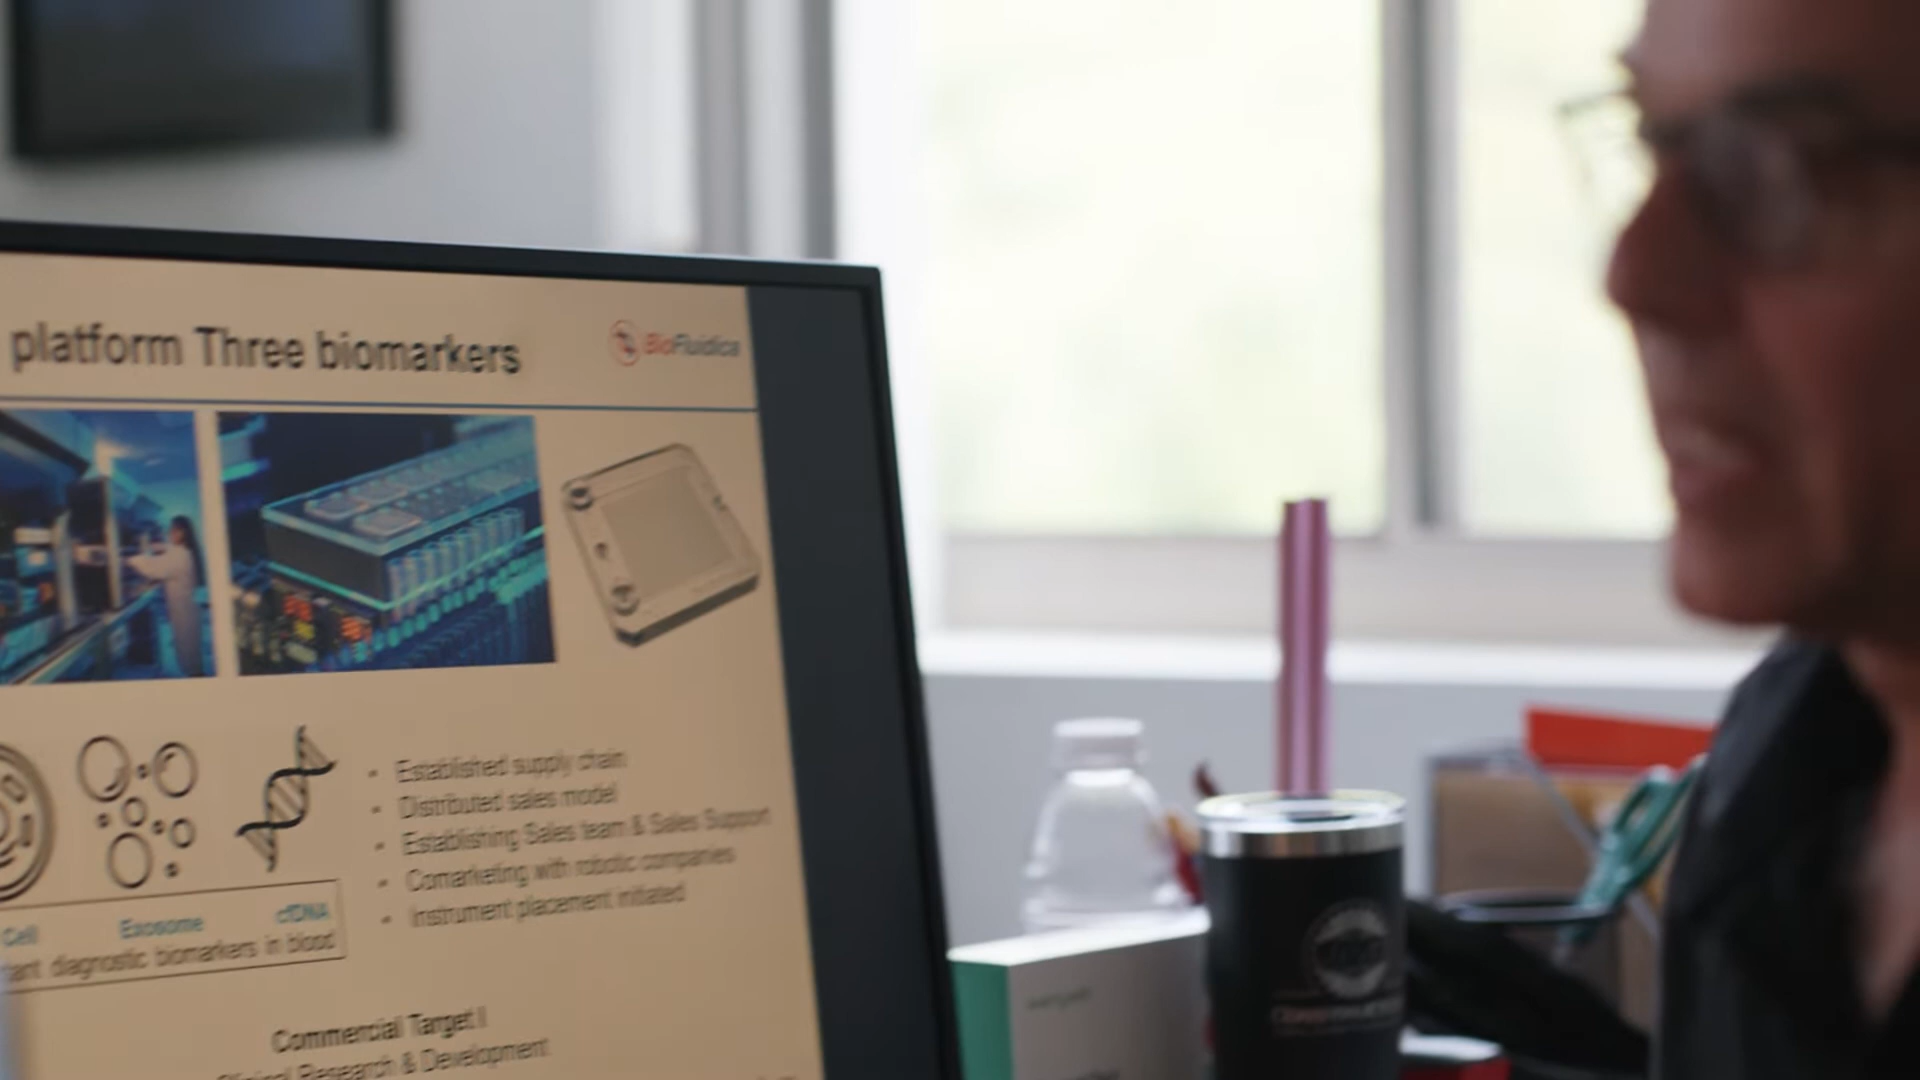 platform Three biomarkers
BioFluidica
Established supply chain
Distributed sales model
Establishing Sales team & Sales Support
Comarketing with robotic companies
Instrument placement initiated
Cell Exosome cfDNA
diagnostic biomarkers in blood
Commercial Target I
Research & Development